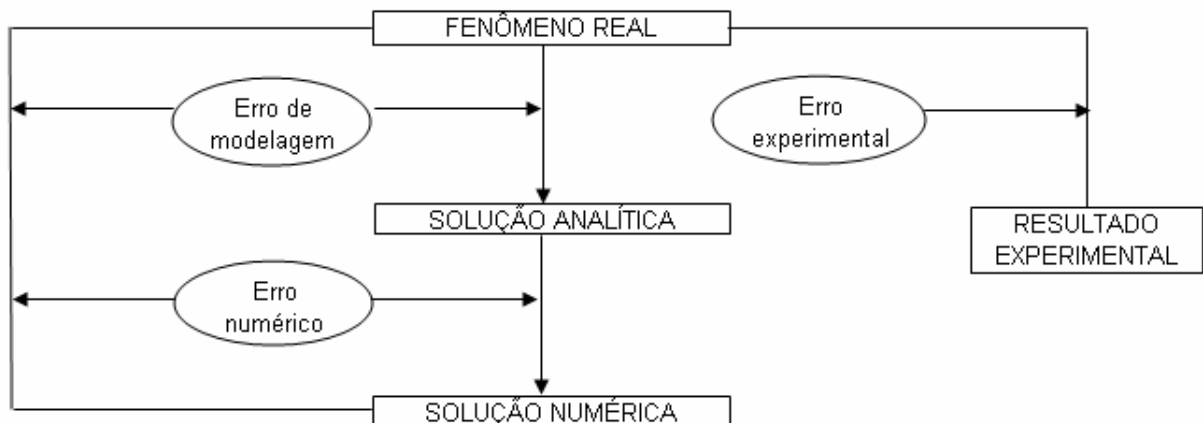 FENÔMENO REAL
Erro de
modelagem
Erro
experimental
SOLUÇÃO ANALÍTICA
RESULTADO
EXPERIMENTAL
Erro
numérico
SOLUÇÃO NUMÉRICA